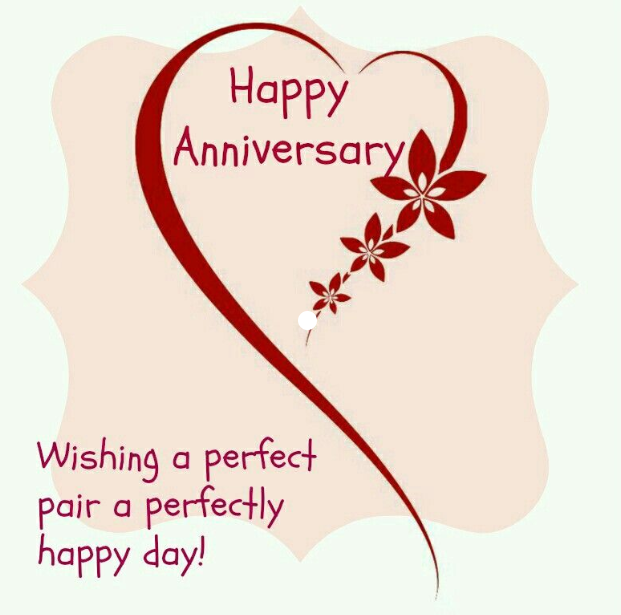 Happy
Anniversary
Wishing a perfect
pair a perfectly
happy day!